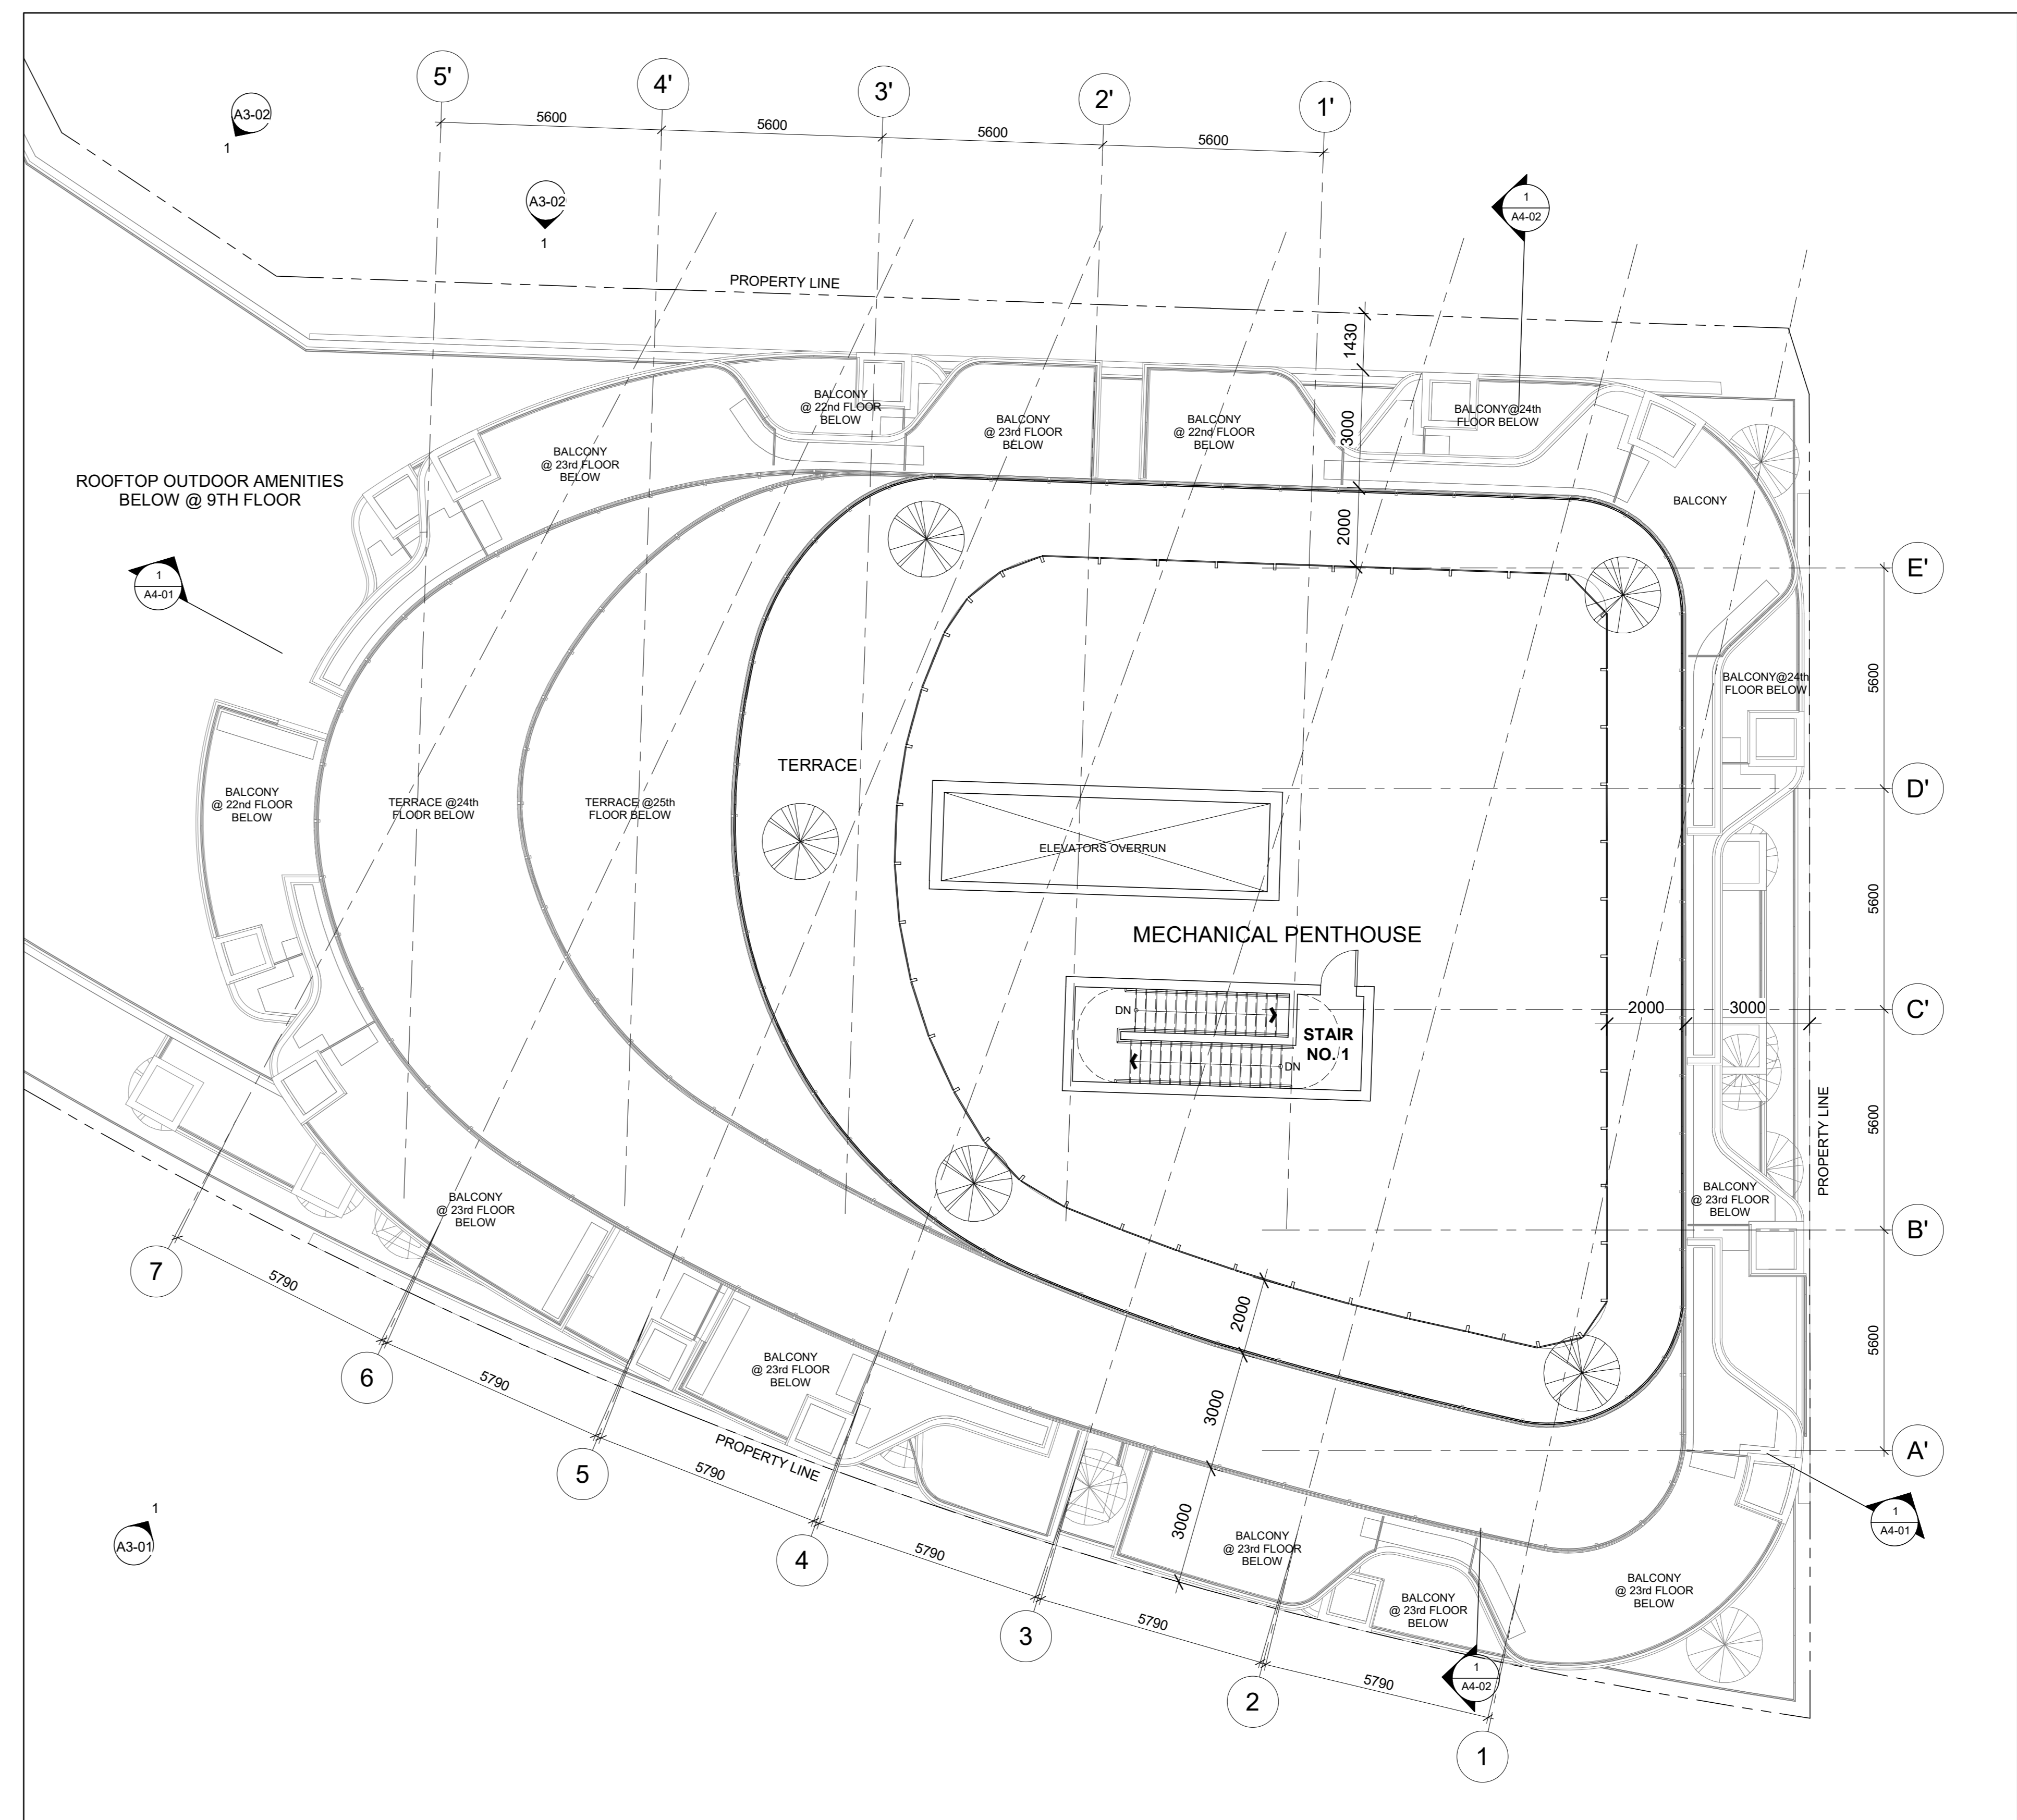 5'
4'
3'
2'
1'
A3-02
1
5600
5600
5600
5600
A3-02
1
1
A4-02
PROPERTY LINE
1430
3000
2000
BALCONY
@ 22nd FLOOR
BELOW
BALCONY
@ 23rd FLOOR
BELOW
BALCONY
@ 22nd FLOOR
BELOW
BALCONY@24th
FLOOR BELOW
BALCONY
@ 23rd FLOOR
BELOW
BALCONY
ROOFTOP OUTDOOR AMENITIES
BELOW @ 9TH FLOOR
1
A4-01
E'
5600
BALCONY@24th
FLOOR BELOW
TERRACE
D'
BALCONY
@ 22nd FLOOR
BELOW
TERRACE @24th
FLOOR BELOW
TERRACE @25th
FLOOR BELOW
ELEVATORS OVERRUN
5600
MECHANICAL PENTHOUSE
DN
STAIR
NO. 1
DN
2000
3000
C'
PROPERTY LINE
5600
BALCONY
@ 23rd FLOOR
BELOW
BALCONY
@ 23rd FLOOR
BELOW
B'
7
5790
2000
5600
6
5790
BALCONY
@ 23rd FLOOR
BELOW
3000
A'
5
5790
PROPERTY LINE
3000
1
A3-01
1
A4-01
4
5790
BALCONY
@ 23rd FLOOR
BELOW
BALCONY
@ 23rd FLOOR
BELOW
BALCONY
@ 23rd FLOOR
BELOW
3
5790
1
A4-02
2
5790
1